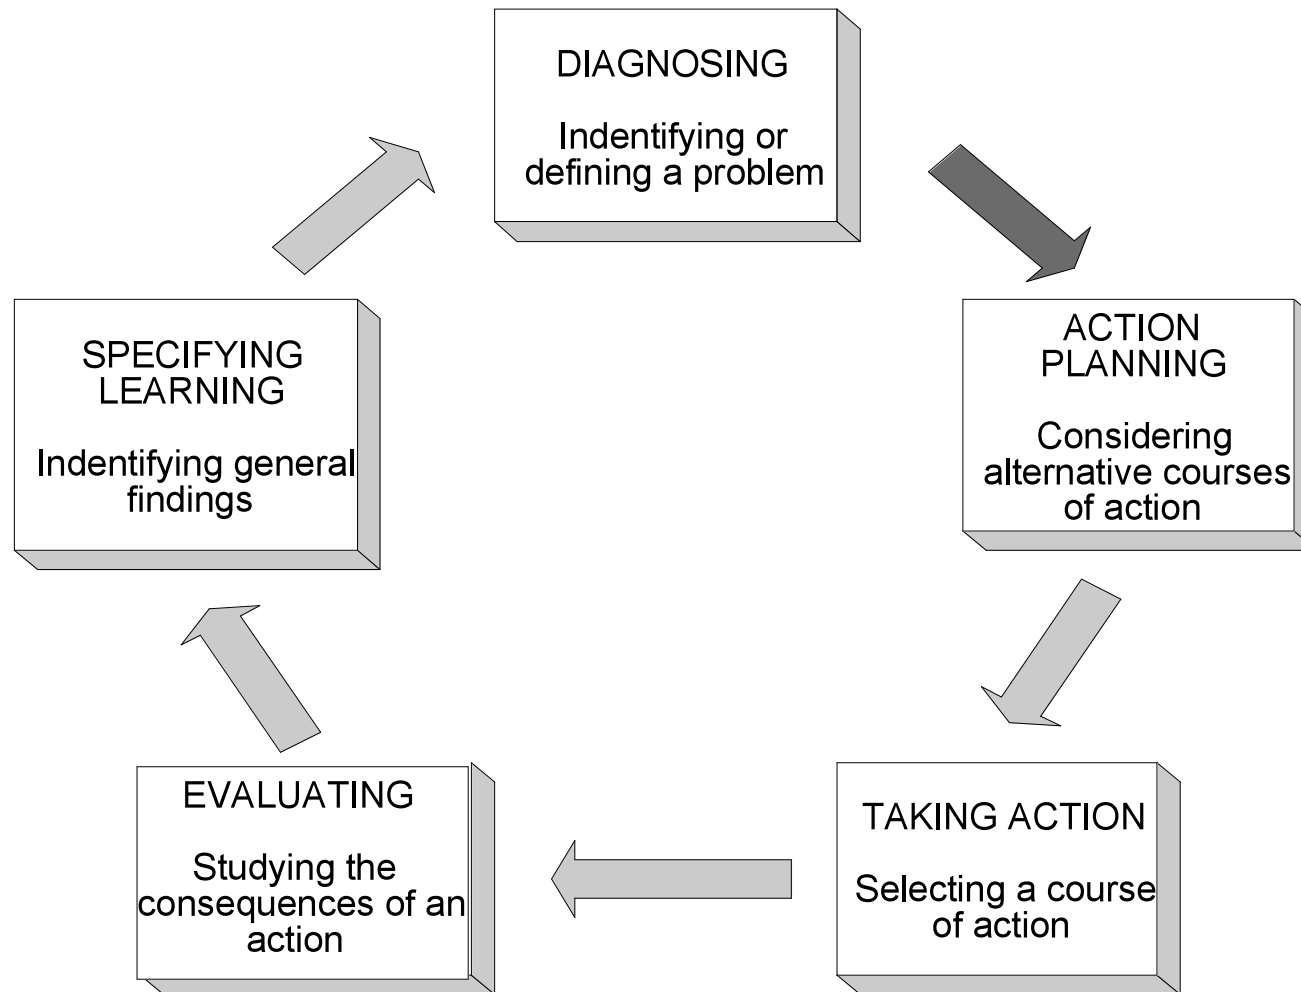 DIAGNOSING
Indentifying or
defining a problem
ACTION
PLANNING
Considering
alternative courses
of action
TAKING ACTION
Selecting a course
of action
EVALUATING
Studying the
consequences of an
action
SPECIFYING
LEARNING
Indentifying general
findings